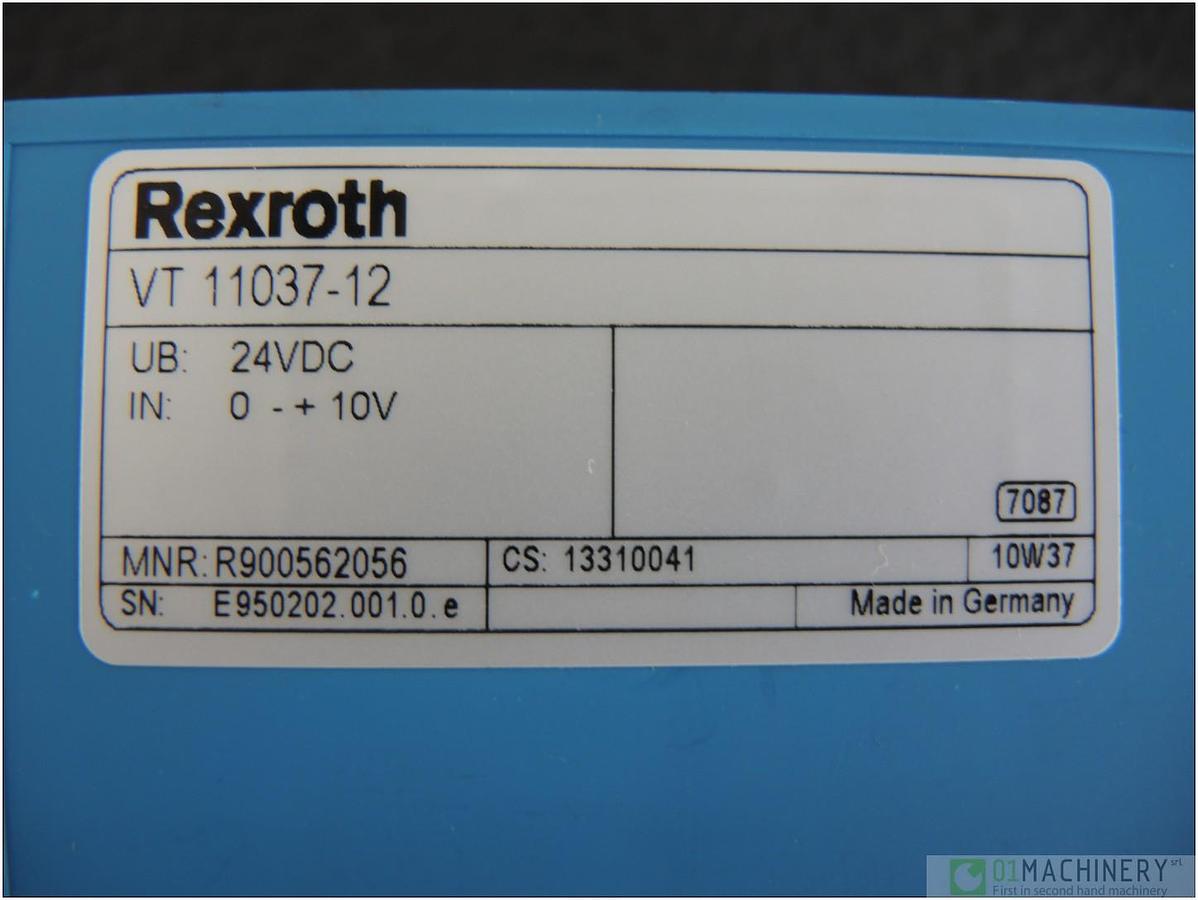 Rexroth
VT 11037-12
UB: 24VDC
IN: 0 - + 10V
7087
MNR: R900562056 CS: 13310041 10W37
SN: E950202.001.0.e Made in Germany
01MACHINERY srl
First in second hand machinery